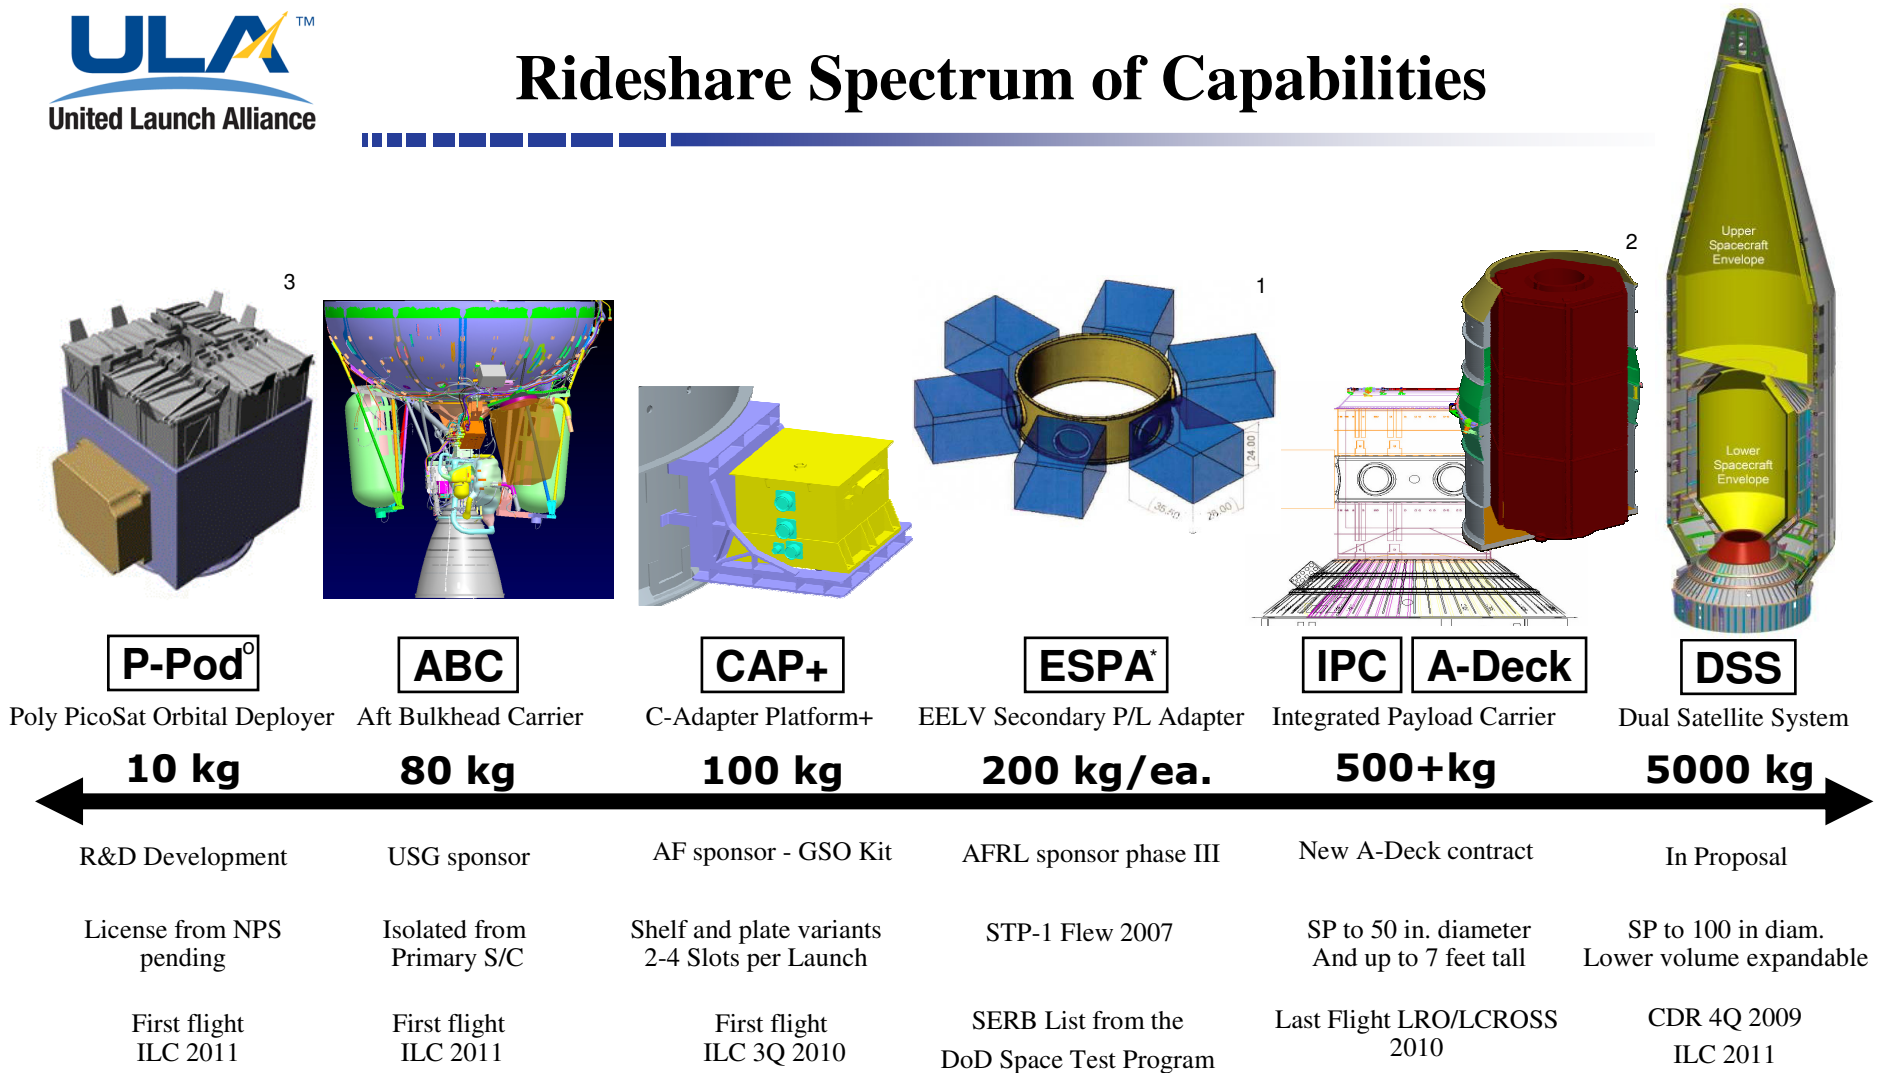 ULA™
United Launch Alliance
Rideshare Spectrum of Capabilities
3
1
2
24.00
35.50
28.00
Upper
Spacecraft
Envelope
Lower
Spacecraft
Envelope
P-Pod°
Poly PicoSat Orbital Deployer
10 kg
R&D Development
License from NPS
pending
First flight
ILC 2011
ABC
Aft Bulkhead Carrier
80 kg
USG sponsor
Isolated from
Primary S/C
First flight
ILC 2011
CAP+
C-Adapter Platform+
100 kg
AF sponsor - GSO Kit
Shelf and plate variants
2-4 Slots per Launch
First flight
ILC 3Q 2010
ESPA*
EELV Secondary P/L Adapter
200 kg/ea.
AFRL sponsor phase III
STP-1 Flew 2007
SERB List from the
DoD Space Test Program
IPC A-Deck
Integrated Payload Carrier
500+kg
New A-Deck contract
SP to 50 in. diameter
And up to 7 feet tall
Last Flight LRO/LCROSS
2010
DSS
Dual Satellite System
5000 kg
In Proposal
SP to 100 in diam.
Lower volume expandable
CDR 4Q 2009
ILC 2011